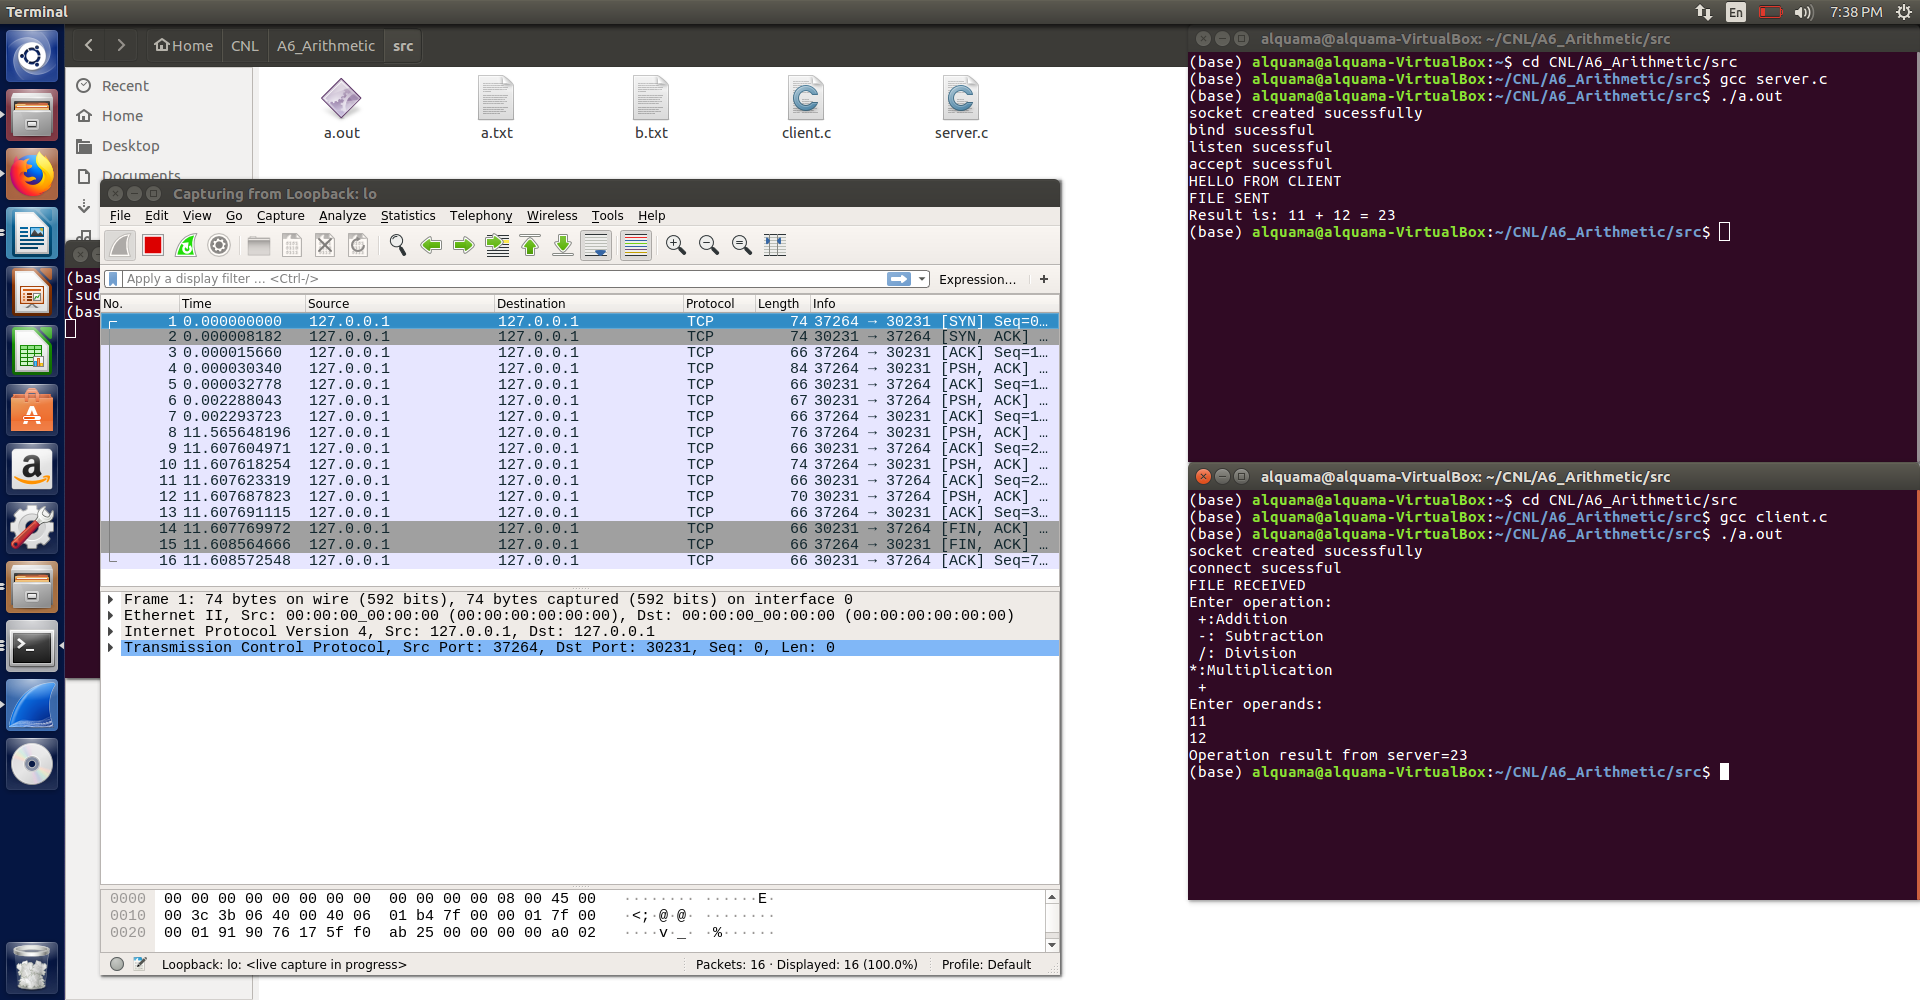 Terminal
En
7:38 PM
Home
CNL
A6_Arithmetic
src
Recent
Home
Desktop
Documents
a.out
a.txt
b.txt
client.c
server.c
(bas
[sud
(bas
Capturing from Loopback: lo
File Edit View Go Capture Analyze Statistics Telephony Wireless Tools Help
Apply a display filter ... <Ctrl-/>
Expression... +
No. Time Source Destination Protocol Length Info
1 0.000000000 127.0.0.1 127.0.0.1 TCP 74 37264 → 30231 [SYN] Seq=0…
2 0.000008182 127.0.0.1 127.0.0.1 TCP 74 30231 → 37264 [SYN, ACK] …
3 0.000015660 127.0.0.1 127.0.0.1 TCP 66 37264 → 30231 [ACK] Seq=1…
4 0.000030340 127.0.0.1 127.0.0.1 TCP 84 37264 → 30231 [PSH, ACK] …
5 0.000032778 127.0.0.1 127.0.0.1 TCP 66 30231 → 37264 [ACK] Seq=1…
6 0.002288043 127.0.0.1 127.0.0.1 TCP 67 30231 → 37264 [PSH, ACK] …
7 0.002293723 127.0.0.1 127.0.0.1 TCP 66 37264 → 30231 [ACK] Seq=1…
8 11.565648196 127.0.0.1 127.0.0.1 TCP 76 37264 → 30231 [PSH, ACK] …
9 11.607604971 127.0.0.1 127.0.0.1 TCP 66 30231 → 37264 [ACK] Seq=2…
10 11.607618254 127.0.0.1 127.0.0.1 TCP 74 37264 → 30231 [PSH, ACK] …
11 11.607623319 127.0.0.1 127.0.0.1 TCP 66 30231 → 37264 [ACK] Seq=2…
12 11.607687823 127.0.0.1 127.0.0.1 TCP 70 30231 → 37264 [PSH, ACK] …
13 11.607691115 127.0.0.1 127.0.0.1 TCP 66 37264 → 30231 [ACK] Seq=3…
14 11.607769972 127.0.0.1 127.0.0.1 TCP 66 30231 → 37264 [FIN, ACK] …
15 11.608564666 127.0.0.1 127.0.0.1 TCP 66 37264 → 30231 [FIN, ACK] …
16 11.608572548 127.0.0.1 127.0.0.1 TCP 66 30231 → 37264 [ACK] Seq=7…
Frame 1: 74 bytes on wire (592 bits), 74 bytes captured (592 bits) on interface 0
Ethernet II, Src: 00:00:00_00:00:00 (00:00:00:00:00:00), Dst: 00:00:00_00:00:00 (00:00:00:00:00:00)
Internet Protocol Version 4, Src: 127.0.0.1, Dst: 127.0.0.1
Transmission Control Protocol, Src Port: 37264, Dst Port: 30231, Seq: 0, Len: 0
0000 00 00 00 00 00 00 00 00 00 00 00 00 08 00 45 00 ········ ······E·
0010 00 3c 3b 06 40 00 40 06 01 b4 7f 00 00 01 7f 00 ·<;·@·@· ········
0020 00 01 91 90 76 17 5f f0 ab 25 00 00 00 00 a0 02 ····v·_· ·%······
Loopback: lo: <live capture in progress>
Packets: 16 · Displayed: 16 (100.0%)
Profile: Default
alquama@alquama-VirtualBox: ~/CNL/A6_Arithmetic/src
(base) alquama@alquama-VirtualBox:~$ cd CNL/A6_Arithmetic/src
(base) alquama@alquama-VirtualBox:~/CNL/A6_Arithmetic/src$ gcc server.c
(base) alquama@alquama-VirtualBox:~/CNL/A6_Arithmetic/src$ ./a.out
socket created sucessfully
bind sucessful
listen sucessful
accept sucessful
HELLO FROM CLIENT
FILE SENT
Result is: 11 + 12 = 23
(base) alquama@alquama-VirtualBox:~/CNL/A6_Arithmetic/src$
alquama@alquama-VirtualBox: ~/CNL/A6_Arithmetic/src
(base) alquama@alquama-VirtualBox:~$ cd CNL/A6_Arithmetic/src
(base) alquama@alquama-VirtualBox:~/CNL/A6_Arithmetic/src$ gcc client.c
(base) alquama@alquama-VirtualBox:~/CNL/A6_Arithmetic/src$ ./a.out
socket created sucessfully
connect sucessful
FILE RECEIVED
Enter operation:
+:Addition
-: Subtraction
/: Division
*:Multiplication
+
Enter operands:
11
12
Operation result from server=23
(base) alquama@alquama-VirtualBox:~/CNL/A6_Arithmetic/src$